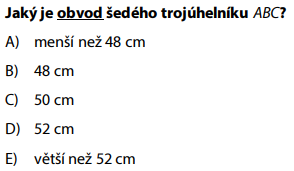 Jaký je obvod šedého trojúhelníku ABC?
A) menší než 48 cm
B) 48 cm
C) 50 cm
D) 52 cm
E) větší než 52 cm